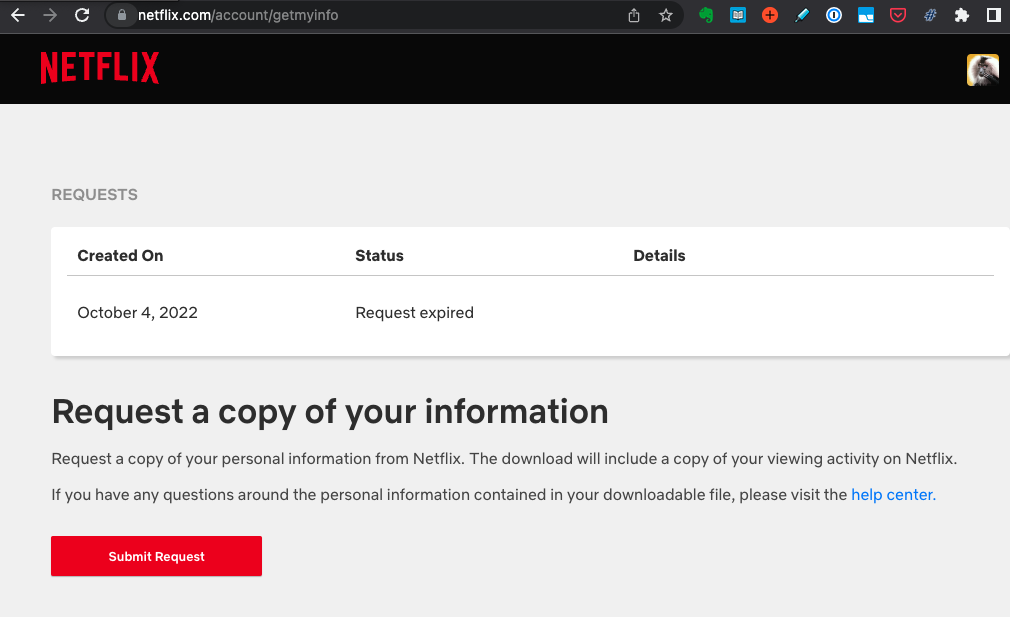 netflix.com/account/getmyinfo
NETFLIX
REQUESTS
Created On Status Details
October 4, 2022 Request expired
Request a copy of your information
Request a copy of your personal information from Netflix. The download will include a copy of your viewing activity on Netflix.
If you have any questions around the personal information contained in your downloadable file, please visit the help center.
Submit Request